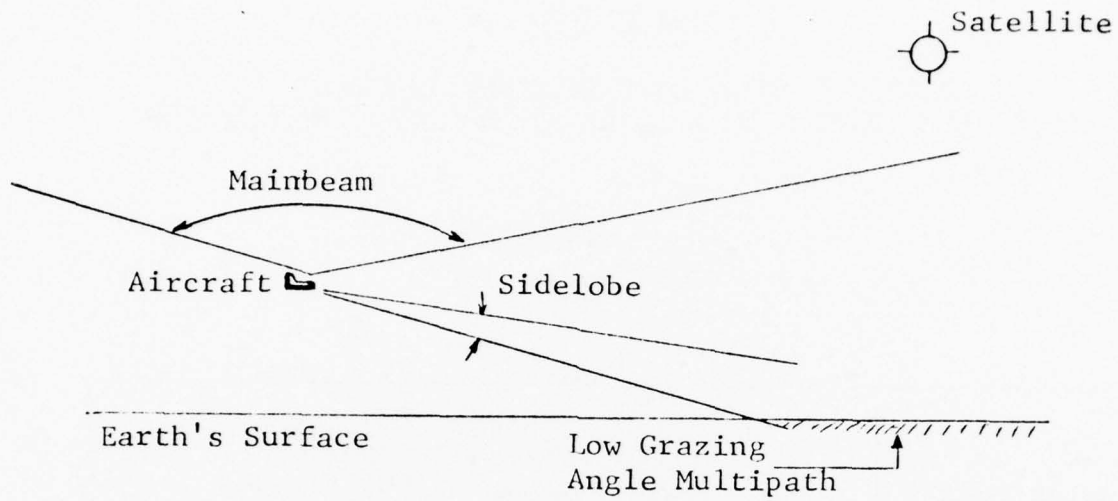 Satellite
Mainbeam
Aircraft
Sidelobe
Earth's Surface
Low Grazing
Angle Multipath